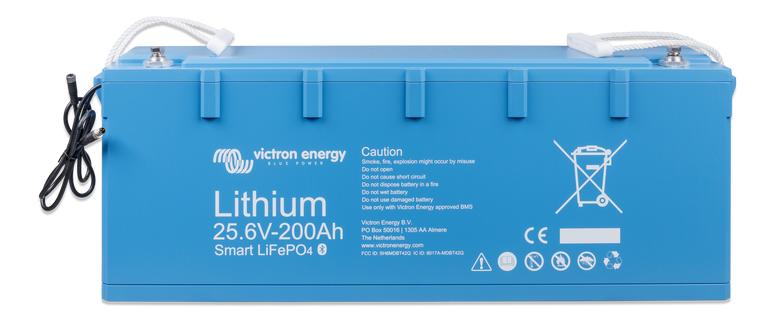 victron energy
BLUE POWER
Lithium
25.6V-200Ah
Smart LiFePO4
Caution
Smoke, fire, explosion might occur by misuse
Do not open
Do not cause short circuit
Do not dispose battery in a fire
Do not wet battery
Do not use damaged battery
Use only with Victron Energy approved BMS
Victron Energy B.V.
PO Box 50016 | 1305 AA Almere
The Netherlands
www.victronenergy.com
FCC ID: SH6MDBT42Q IC ID: 8017A-MDBT42Q
CE